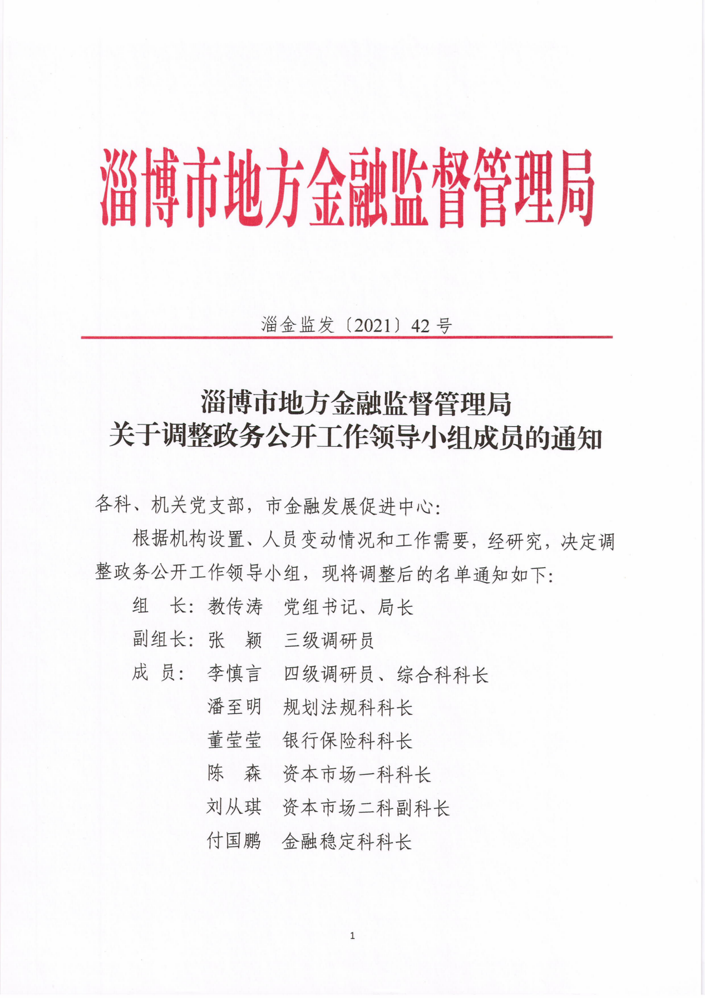 淄博市地方金融监督管理局
淄金监发〔2021〕42 号
淄博市地方金融监督管理局
关于调整政务公开工作领导小组成员的通知
各科、机关党支部，市金融发展促进中心：
根据机构设置、人员变动情况和工作需要，经研究，决定调
整政务公开工作领导小组，现将调整后的名单通知如下：
组　长：教传涛　党组书记、局长
副组长：张　颖　三级调研员
成 员：　李慎言　四级调研员、综合科科长
潘至明　规划法规科科长
董莹莹　银行保险科科长
陈　森　资本市场一科科长
刘从琪　资本市场二科副科长
付国鹏　金融稳定科科长
1